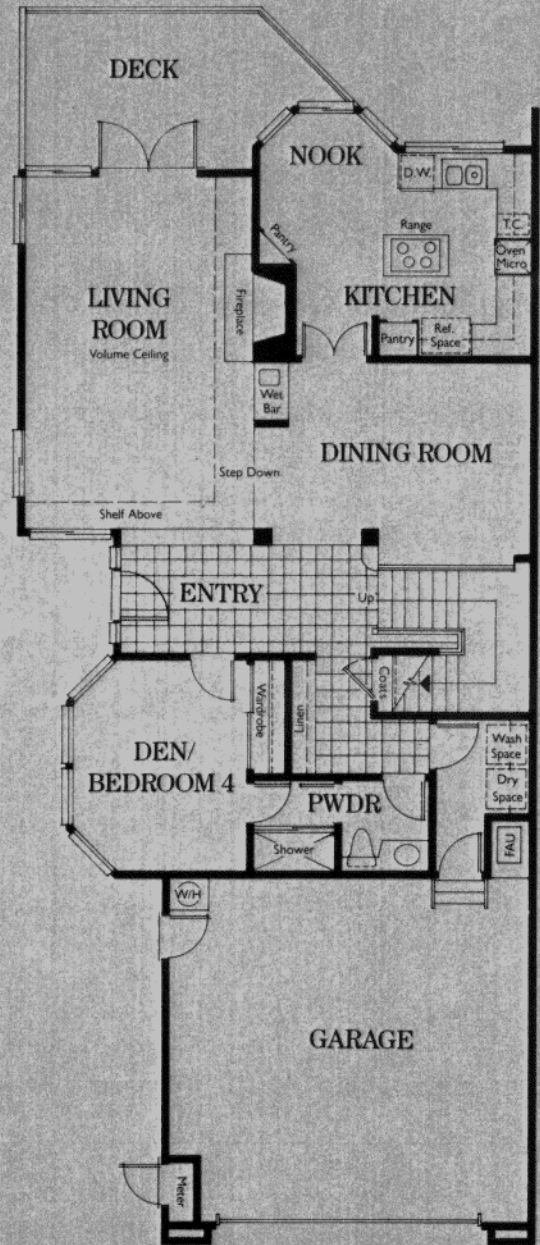 DECK
NOOK
D.W.
T.C.
Range
Oven
Micro
Pantry
LIVING
ROOM
Volume Ceiling
Fireplace
KITCHEN
Pantry
Ref.
Space
Wet
Bar.
DINING ROOM
Step Down
Shelf Above
ENTRY
Up
Coats
Wardrobe
Linen
DEN/
BEDROOM 4
PWDR
Wash
Space
Dry
Space
Shower
FAU
W/H
GARAGE
Meter